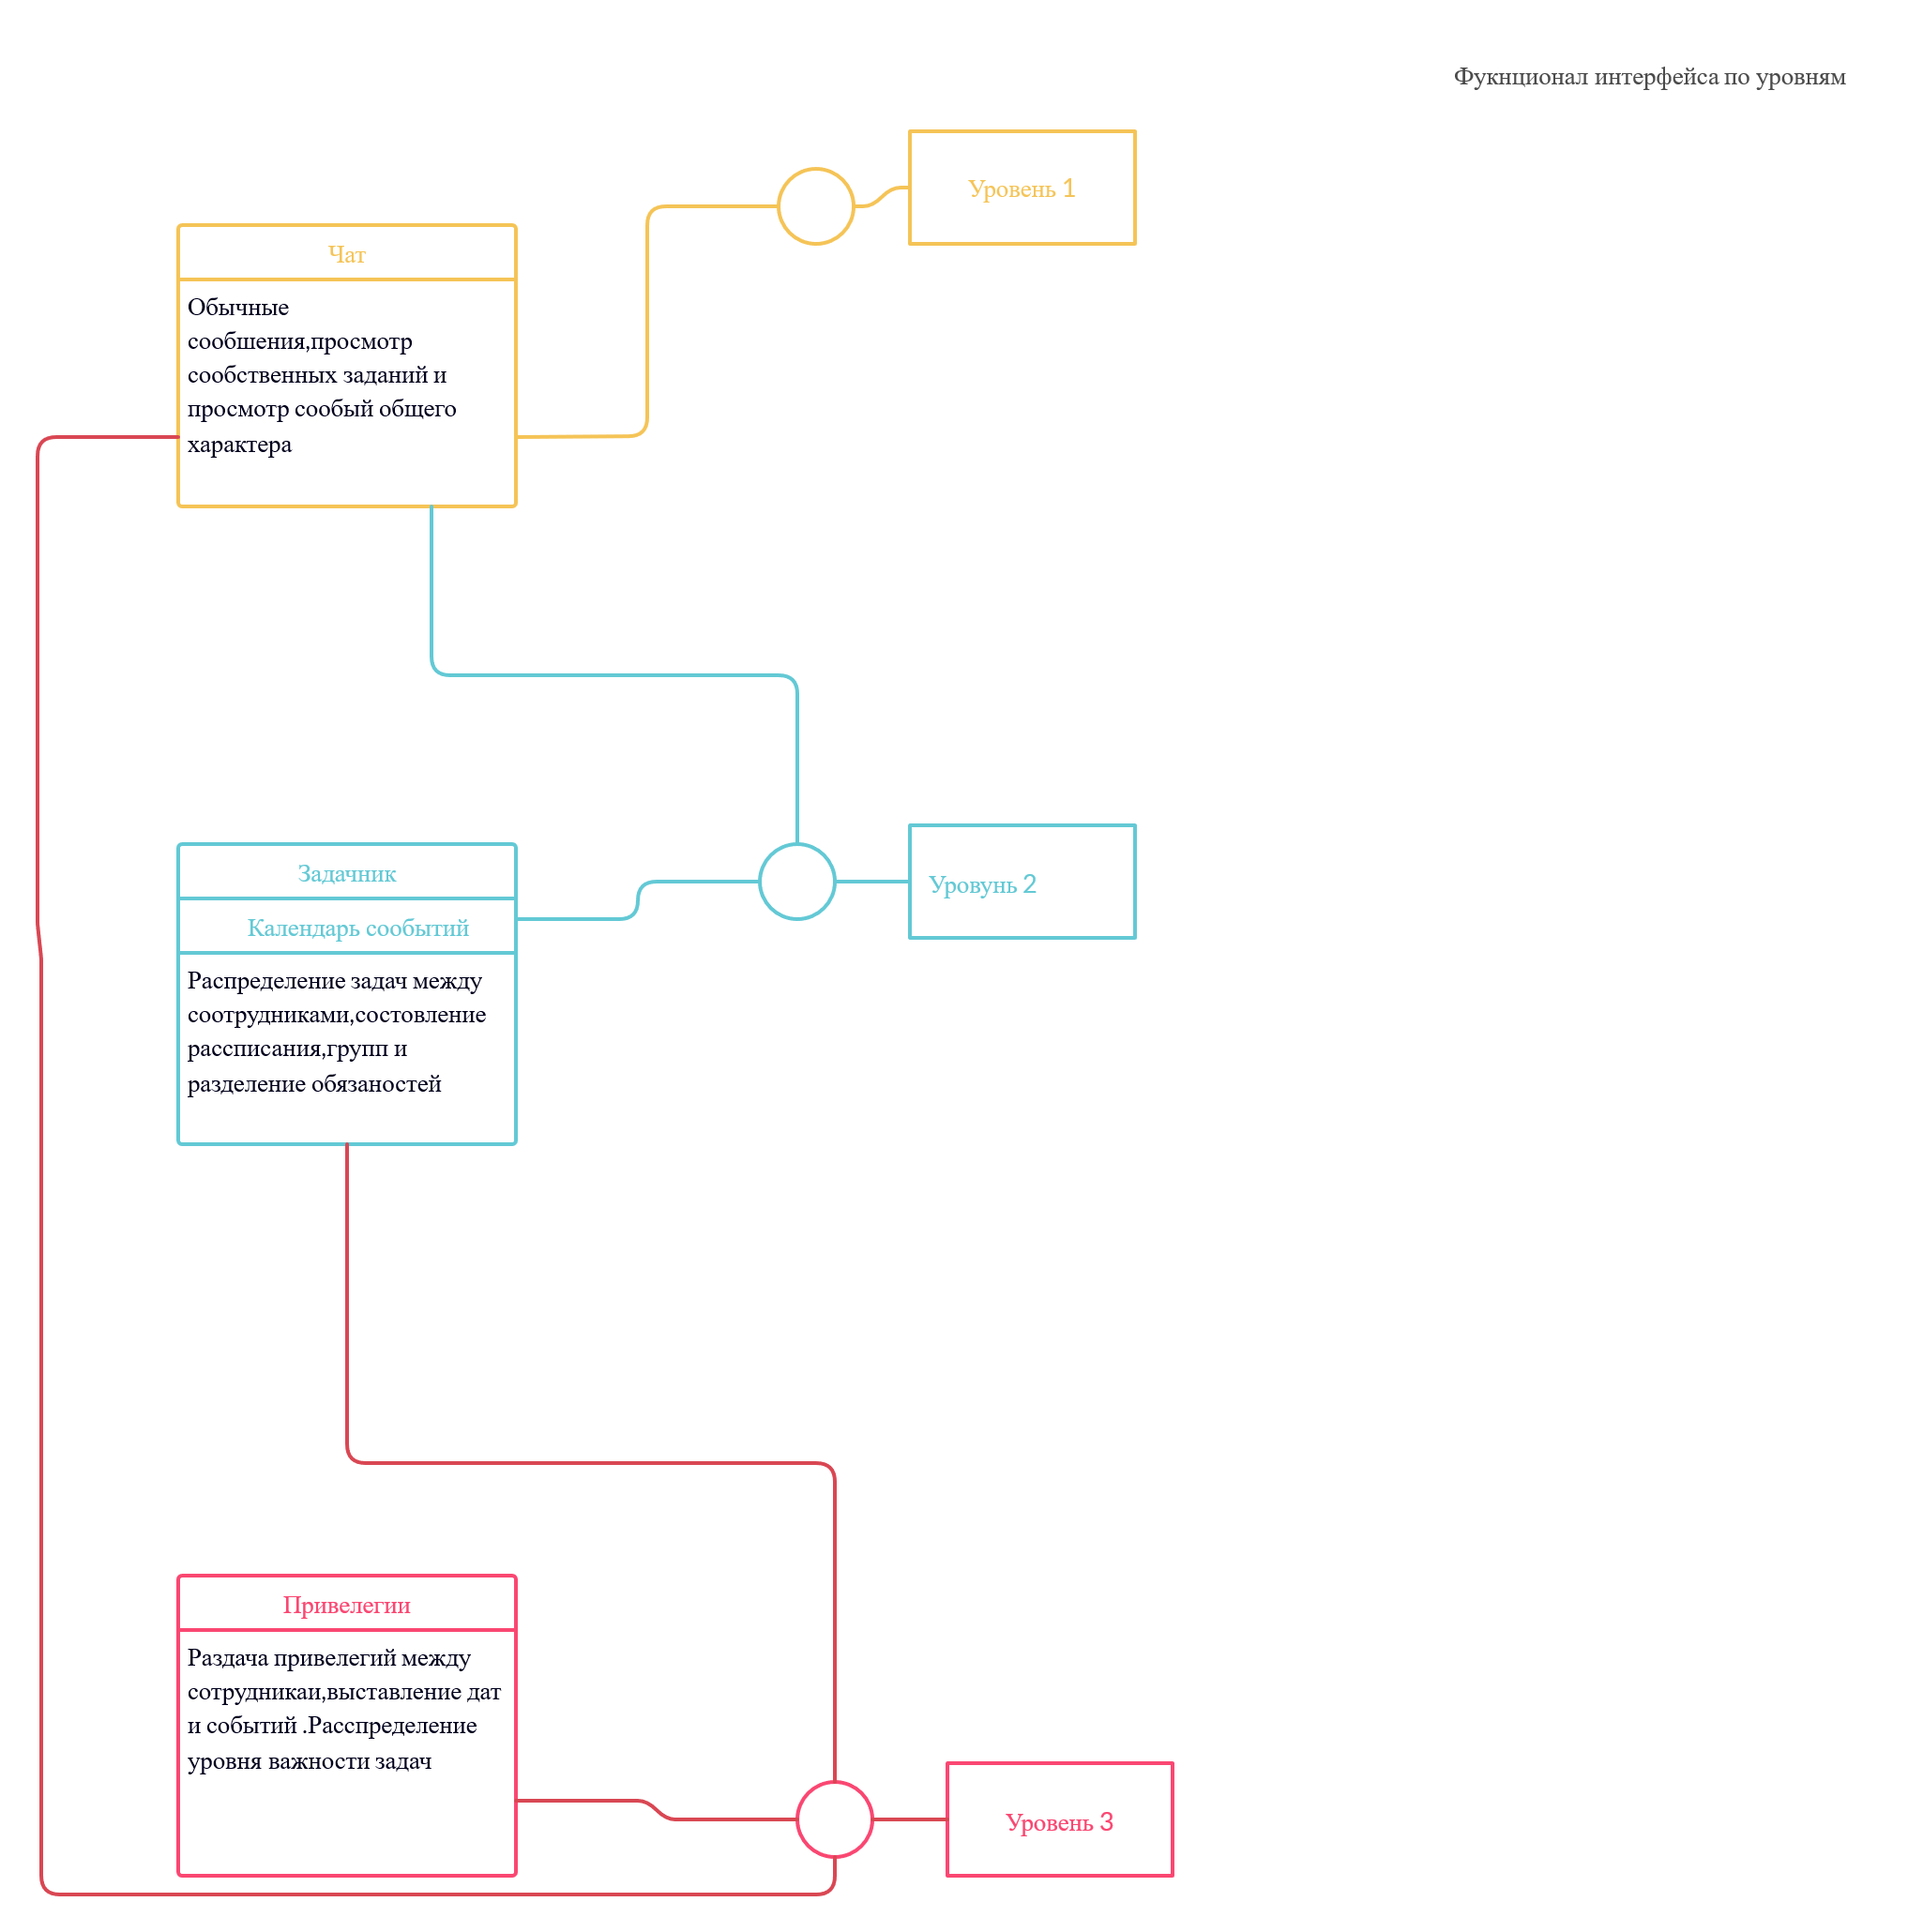 Фукнционал интерфейса по уровням
Уровень 1
Чат
Обычные
сообшения,просмотр
сообственных заданий и
просмотр сообый общего
характера
Задачник
Календарь сообытий
Распределение задач между
соотрудниками,состовление
рассписания,групп и
разделение обязаностей
Уровунь 2
Привелегии
Раздача привелегий между
сотрудникаи,выставление дат
и событий .Расспределение
уровня важности задач
Уровень 3